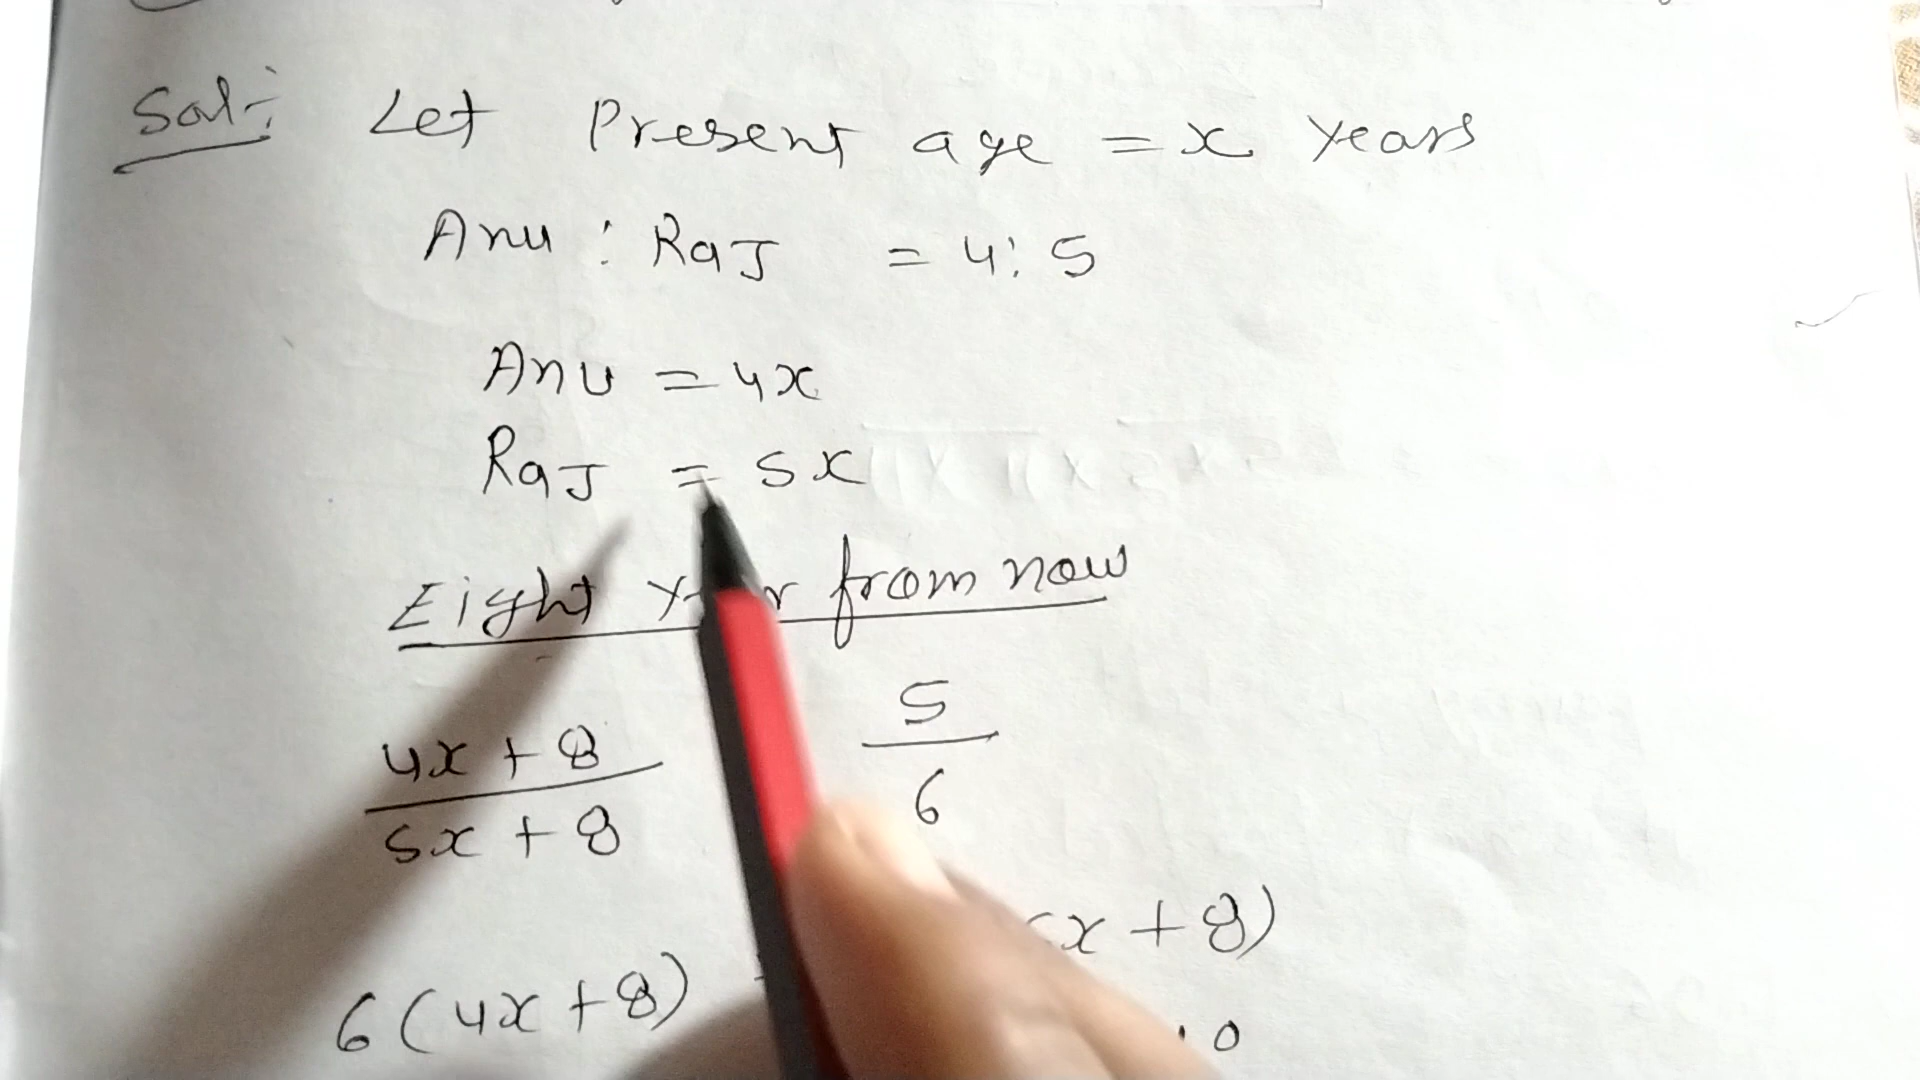 Sol:-  Let Present age = x years
Anu : Raj = 4 : 5
Anu = 4x
Raj = 5x
Eight from now
4x + 8
5x + 8
5
6
x + 8)
6(4x + 8)
0